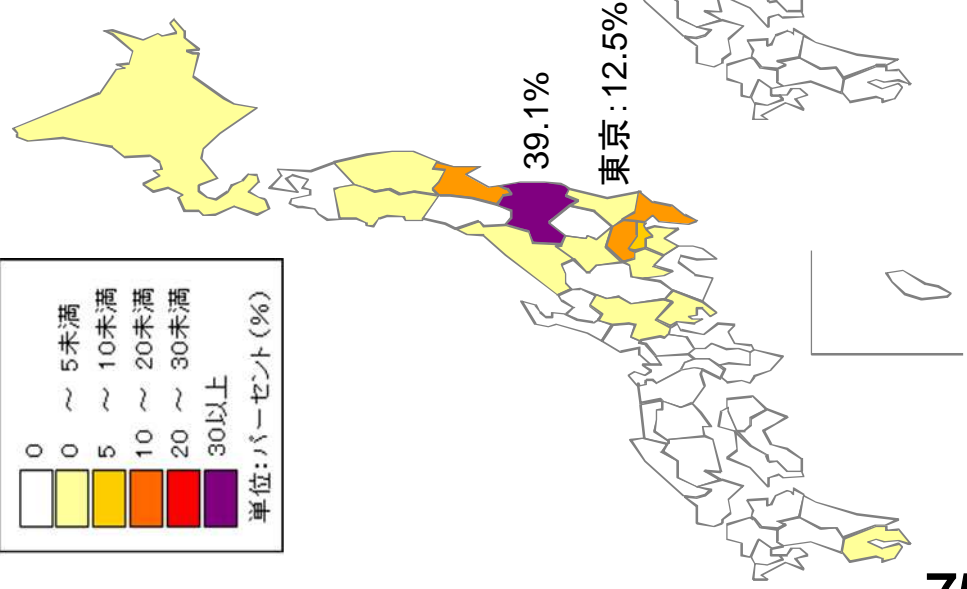 39.1%
東京：12.5%
0
0 ～ 5未満
5 ～ 10未満
10 ～ 20未満
20 ～ 30未満
30以上
単位：パーセント(%)